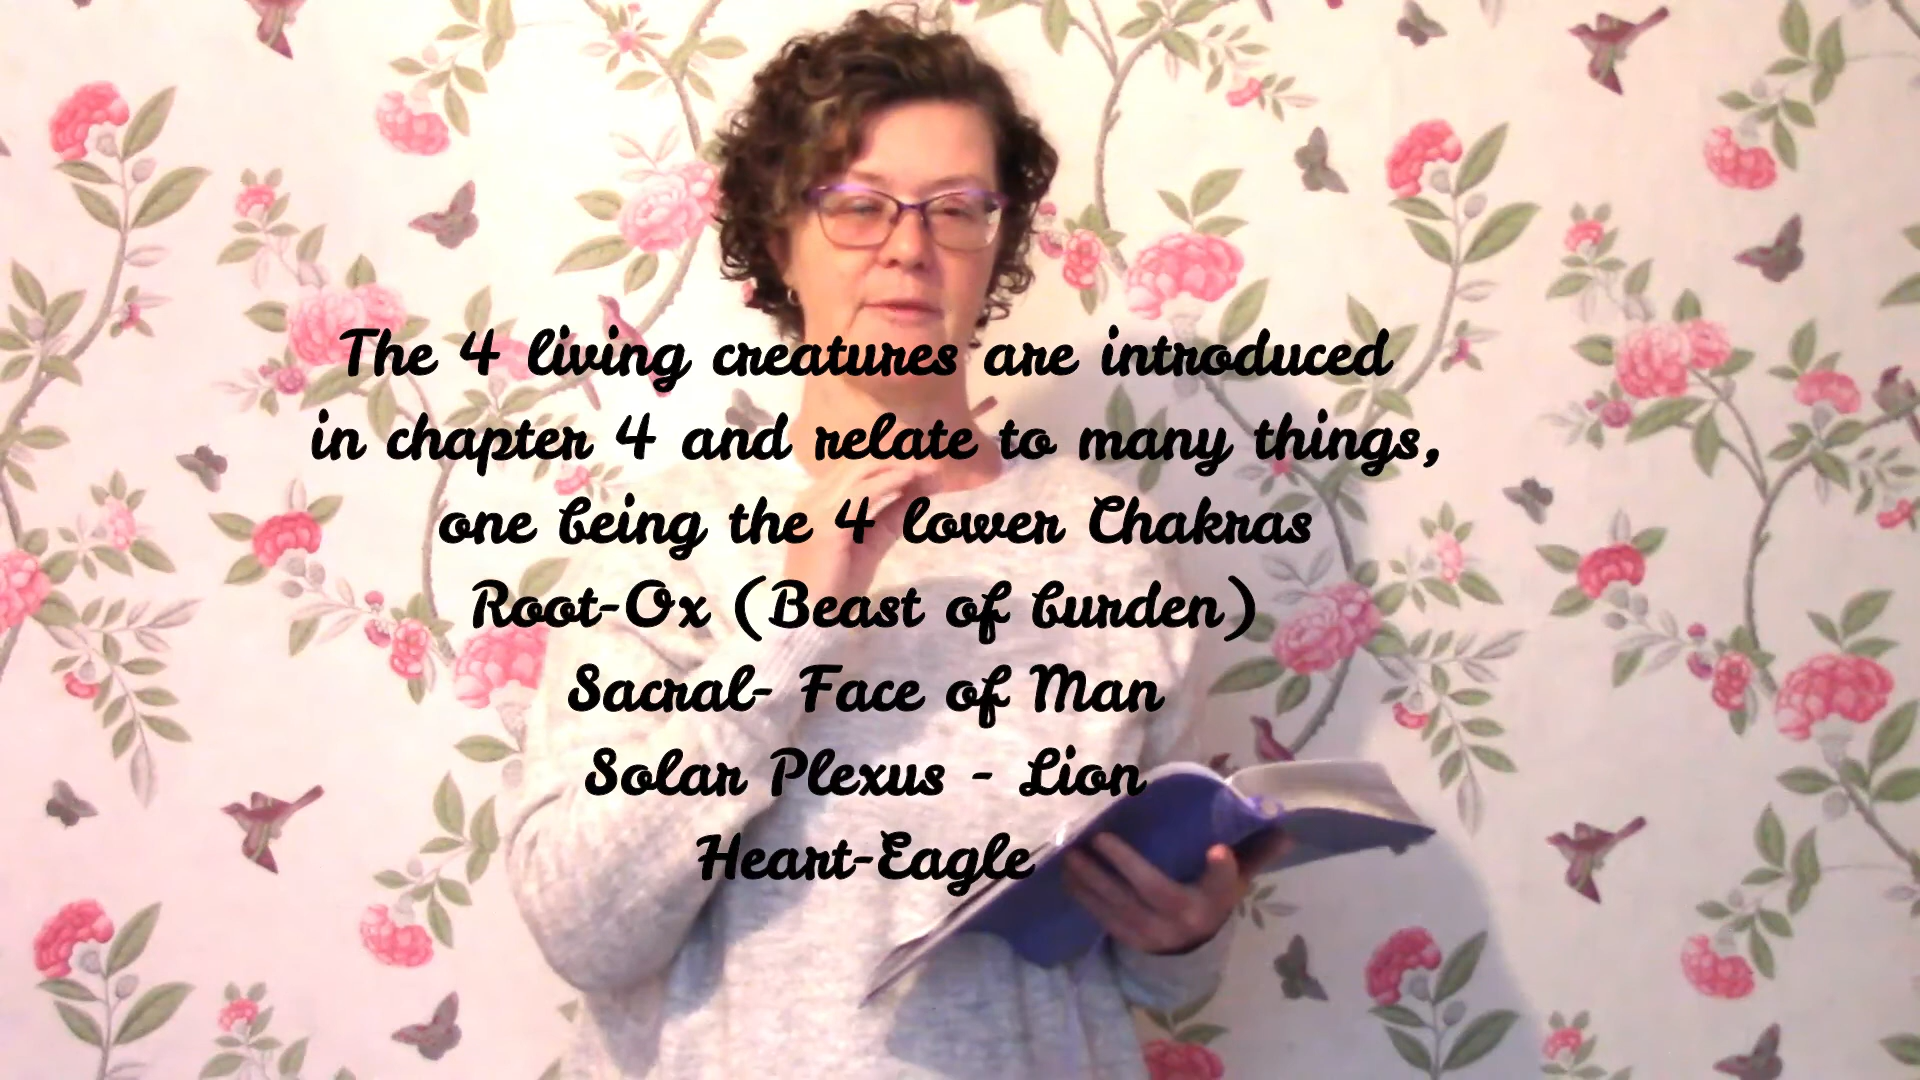 The 4 living creatures are introduced
in chapter 4 and relate to many things,
one being the 4 lower Chakras
Root-Ox (Beast of burden)
Sacral- Face of Man
Solar Plexus - Lion
Heart-Eagle